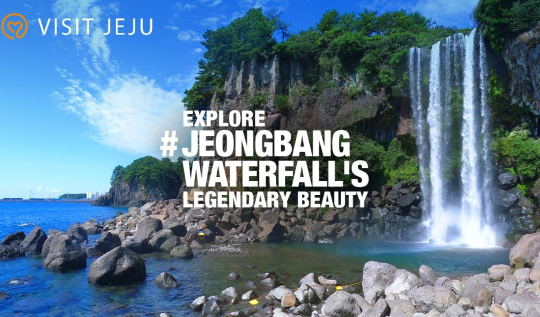 VISIT JEJU
EXPLORE
#JEONGBANG
WATERFALL'S
LEGENDARY BEAUTY